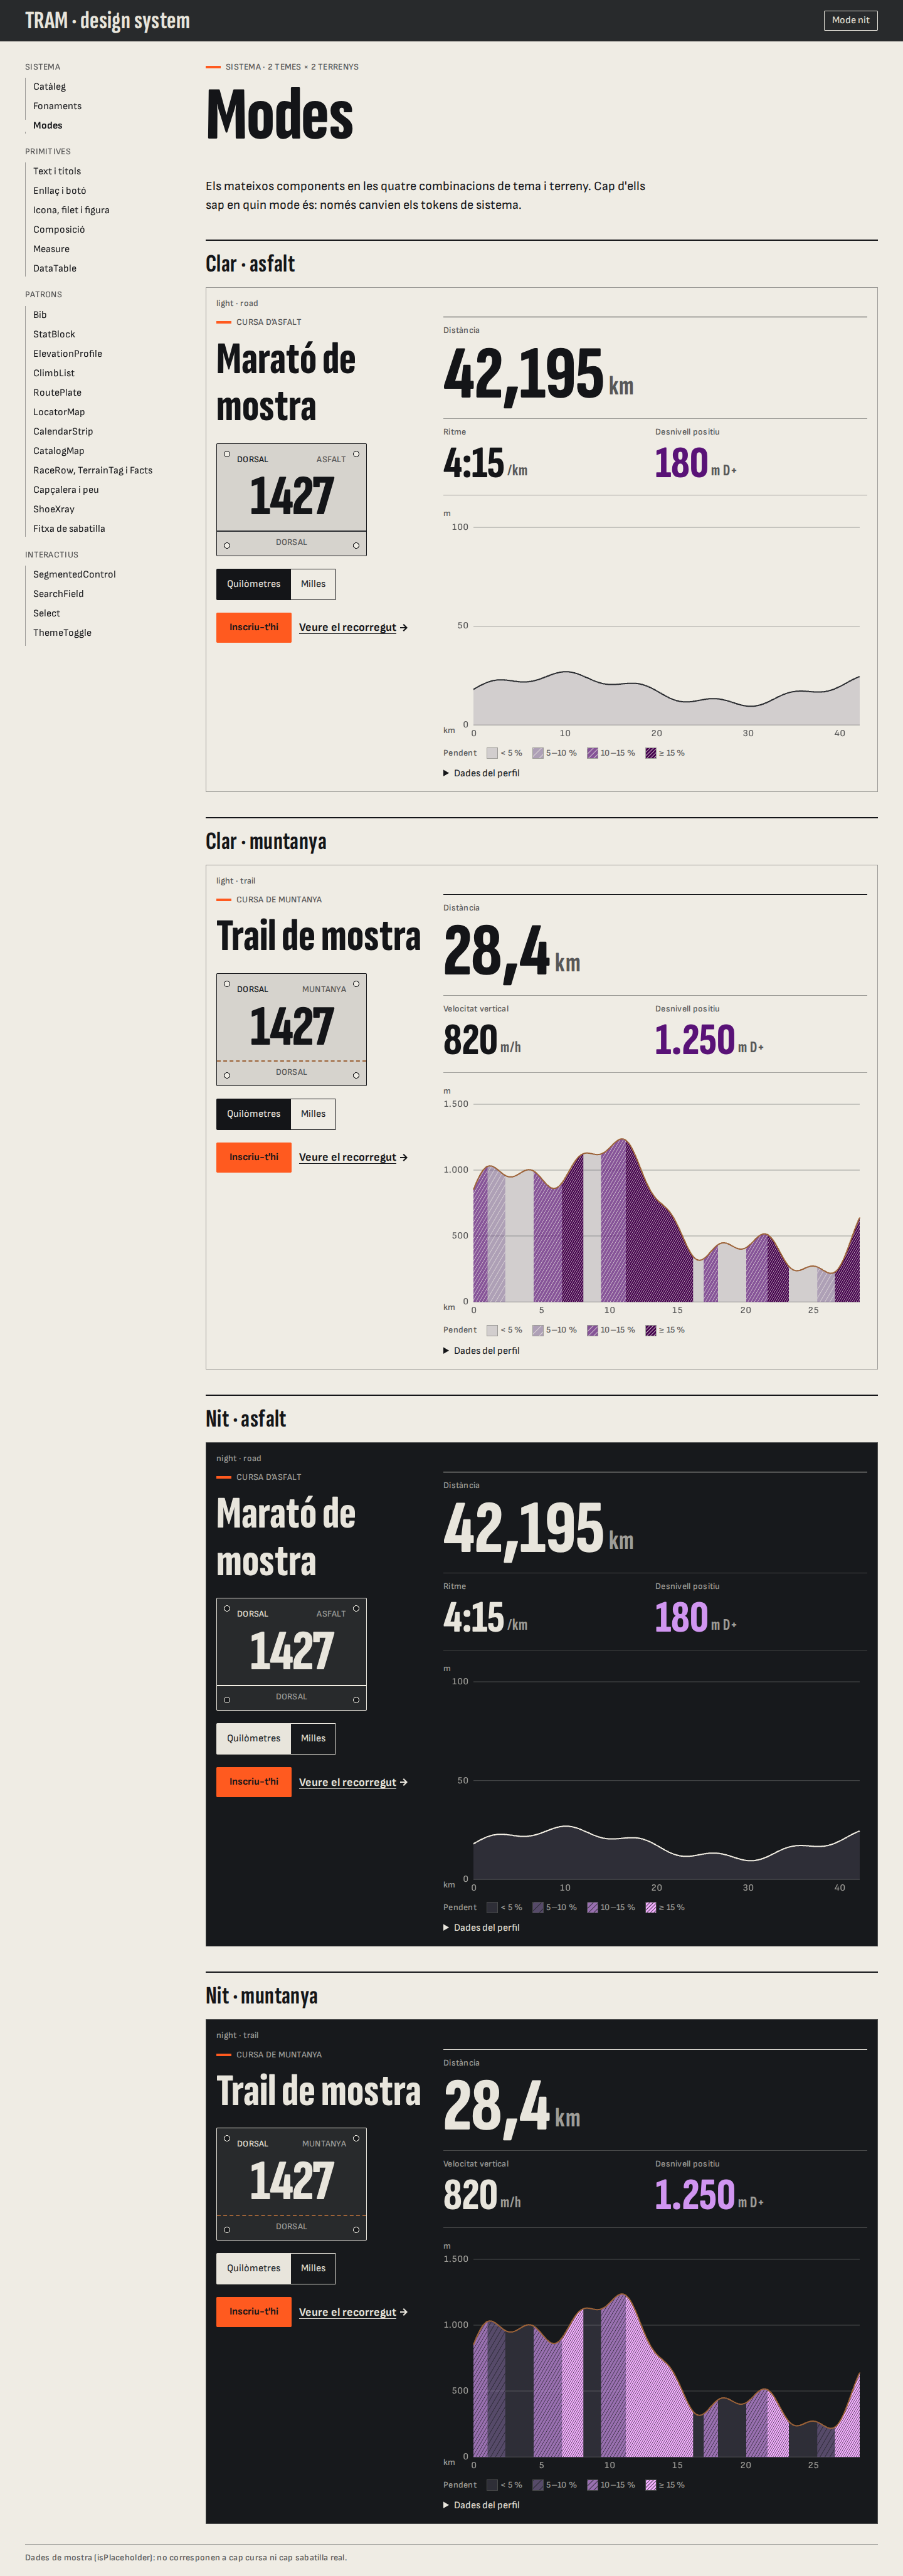 TRAM · design system
Mode nit
SISTEMA
Catàleg
Fonaments
Modes
PRIMITIVES
Text i títols
Enllaç i botó
Icona, filet i figura
Composició
Measure
DataTable
PATRONS
Bib
StatBlock
ElevationProfile
ClimbList
RoutePlate
LocatorMap
CalendarStrip
CatalogMap
RaceRow, TerrainTag i Facts
Capçalera i peu
ShoeXray
Fitxa de sabatilla
INTERACTIUS
SegmentedControl
SearchField
Select
ThemeToggle
SISTEMA · 2 TEMES × 2 TERRENYS
Modes
Els mateixos components en les quatre combinacions de tema i terreny. Cap d'ells
sap en quin mode és: només canvien els tokens de sistema.
Clar · asfalt
light · road
CURSA D'ASFALT
Marató de
mostra
DORSAL ASFALT
1427
DORSAL
Quilòmetres Milles
Inscriu-t'hi Veure el recorregut →
Distància
42,195 km
Ritme Desnivell positiu
4:15 /km 180 m D+
m
100
50
0
km 0 10 20 30 40
Pendent < 5 % 5–10 % 10–15 % ≥ 15 %
▶ Dades del perfil
Clar · muntanya
light · trail
CURSA DE MUNTANYA
Trail de mostra
DORSAL MUNTANYA
1427
DORSAL
Quilòmetres Milles
Inscriu-t'hi Veure el recorregut →
Distància
28,4 km
Velocitat vertical Desnivell positiu
820 m/h 1.250 m D+
m
1.500
1.000
500
0
km 0 5 10 15 20 25
Pendent < 5 % 5–10 % 10–15 % ≥ 15 %
▶ Dades del perfil
Nit · asfalt
night · road
CURSA D'ASFALT
Marató de
mostra
DORSAL ASFALT
1427
DORSAL
Quilòmetres Milles
Inscriu-t'hi Veure el recorregut →
Distància
42,195 km
Ritme Desnivell positiu
4:15 /km 180 m D+
m
100
50
0
km 0 10 20 30 40
Pendent < 5 % 5–10 % 10–15 % ≥ 15 %
▶ Dades del perfil
Nit · muntanya
night · trail
CURSA DE MUNTANYA
Trail de mostra
DORSAL MUNTANYA
1427
DORSAL
Quilòmetres Milles
Inscriu-t'hi Veure el recorregut →
Distància
28,4 km
Velocitat vertical Desnivell positiu
820 m/h 1.250 m D+
m
1.500
1.000
500
0
km 0 5 10 15 20 25
Pendent < 5 % 5–10 % 10–15 % ≥ 15 %
▶ Dades del perfil
Dades de mostra (isPlaceholder): no corresponen a cap cursa ni cap sabatilla real.